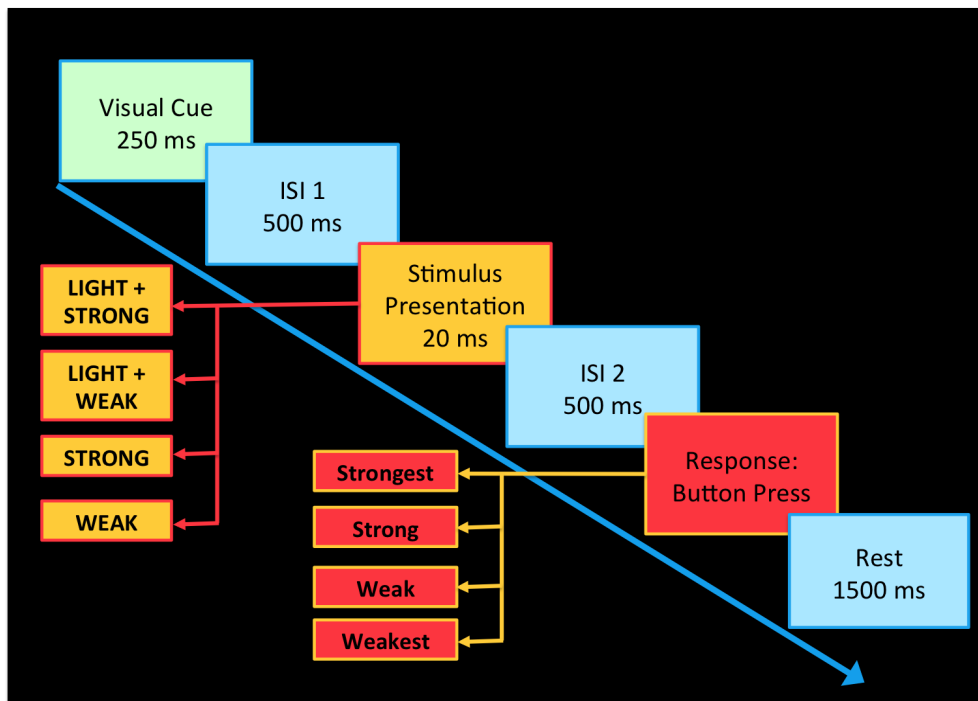 Visual Cue
250 ms
ISI 1
500 ms
Stimulus
Presentation
20 ms
LIGHT +
STRONG
LIGHT +
WEAK
STRONG
WEAK
ISI 2
500 ms
Response:
Button Press
Strongest
Strong
Weak
Weakest
Rest
1500 ms